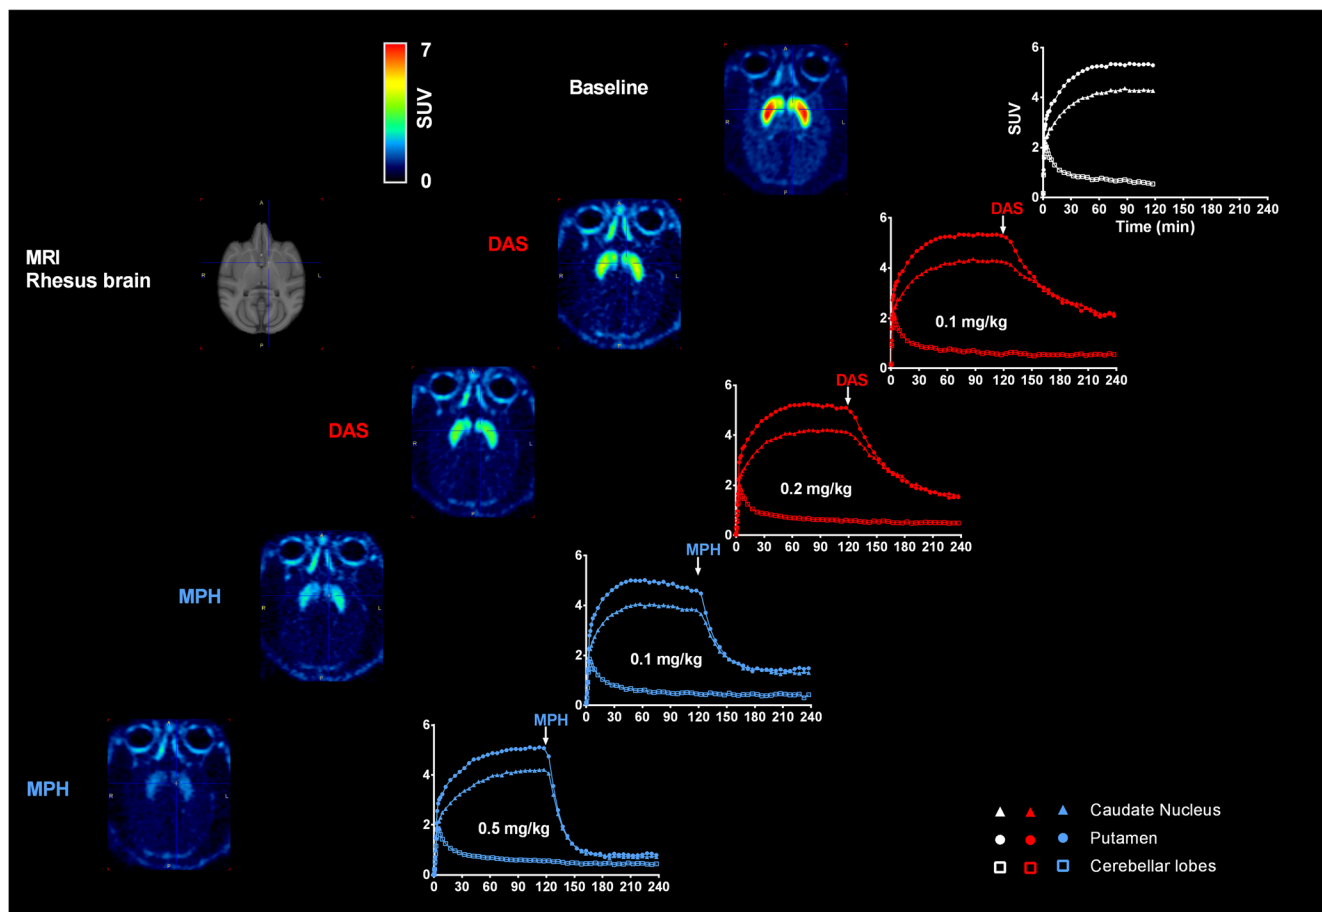 7
SUV
0
Baseline
A
R
L
P
6
4
2
0
SUV
0 30 60 90 120 150 180 210 240
Time (min)
MRI
Rhesus brain
A
R
L
P
DAS
A
R
L
P
DAS
6
4
2
0
0.1 mg/kg
0 30 60 90 120 150 180 210 240
DAS
A
R
L
P
DAS
6
4
2
0
0.2 mg/kg
0 30 60 90 120 150 180 210 240
MPH
A
R
L
P
MPH
6
4
2
0
0.1 mg/kg
0 30 60 90 120 150 180 210 240
MPH
A
R
L
P
MPH
6
4
2
0
0.5 mg/kg
0 30 60 90 120 150 180 210 240
Caudate Nucleus
Putamen
Cerebellar lobes